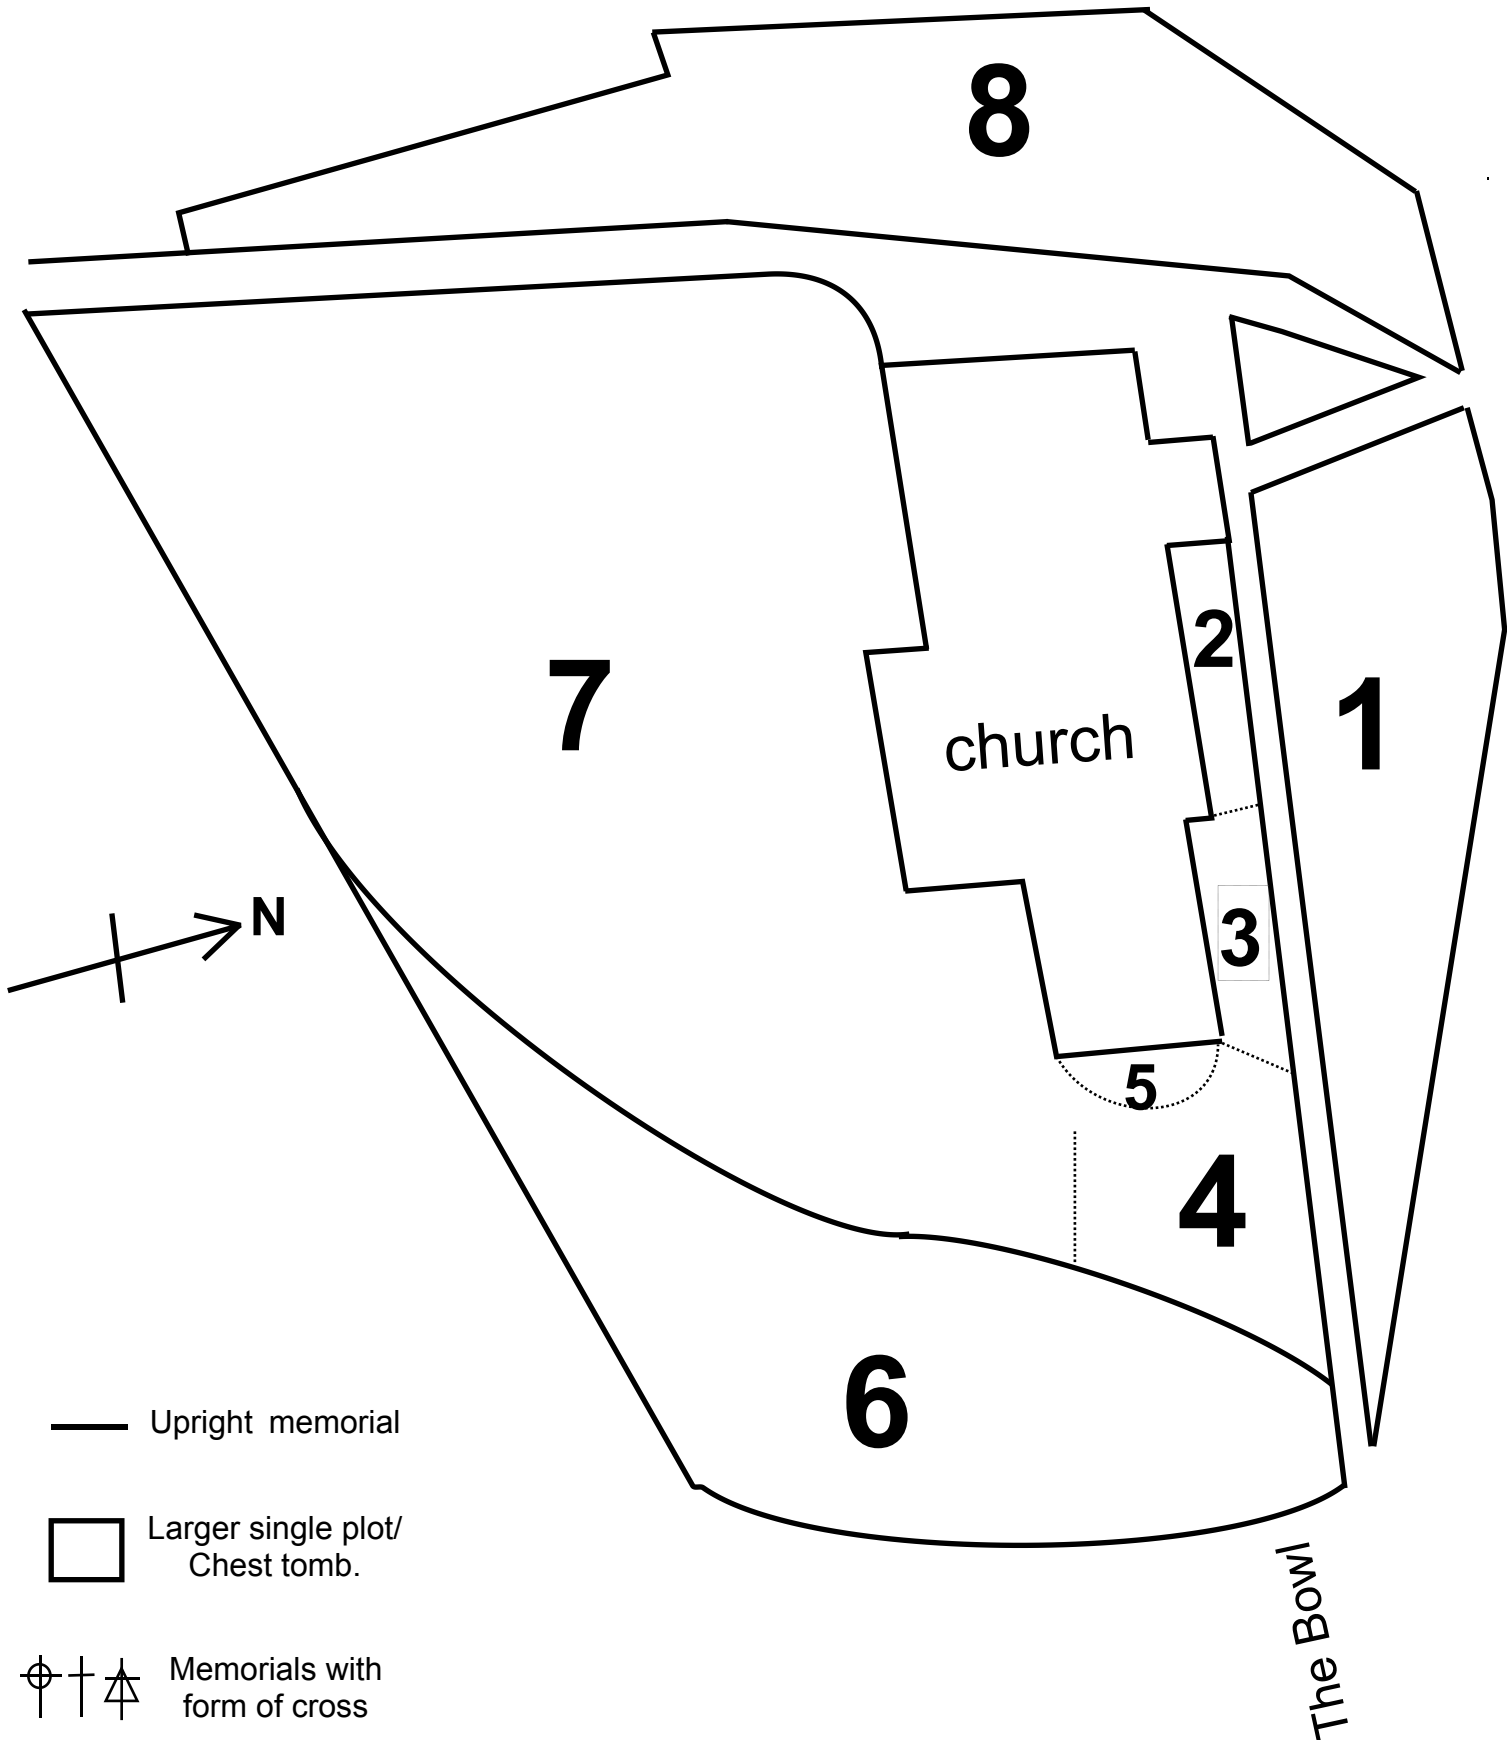 8
2
7
1
church
N
3
5
4
6
Upright memorial
Larger single plot/
Chest tomb.
The Bowl
Memorials with
form of cross